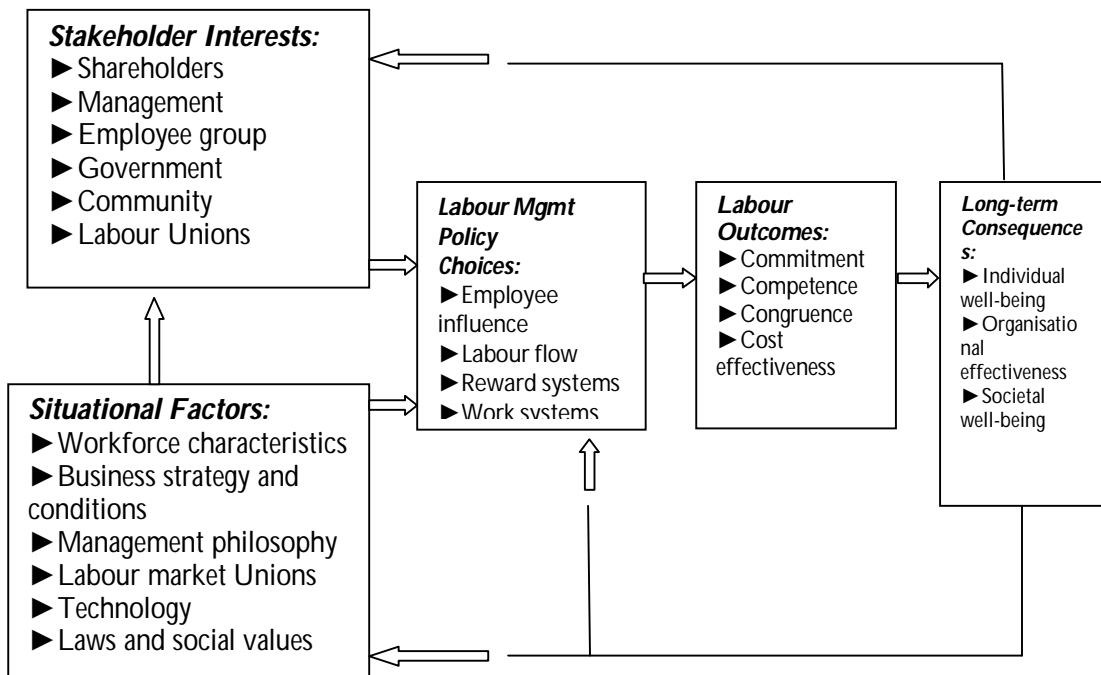 Stakeholder Interests:
►Shareholders
►Management
►Employee group
►Government
►Community
►Labour Unions
Situational Factors:
►Workforce characteristics
►Business strategy and
conditions
►Management philosophy
►Labour market Unions
►Technology
►Laws and social values
Labour Mgmt
Policy
Choices:
►Employee
influence
►Labour flow
►Reward systems
►Work systems
Labour
Outcomes:
►Commitment
►Competence
►Congruence
►Cost
effectiveness
Long-term
Consequence
s:
►Individual
well-being
►Organisatio
nal
effectiveness
►Societal
well-being